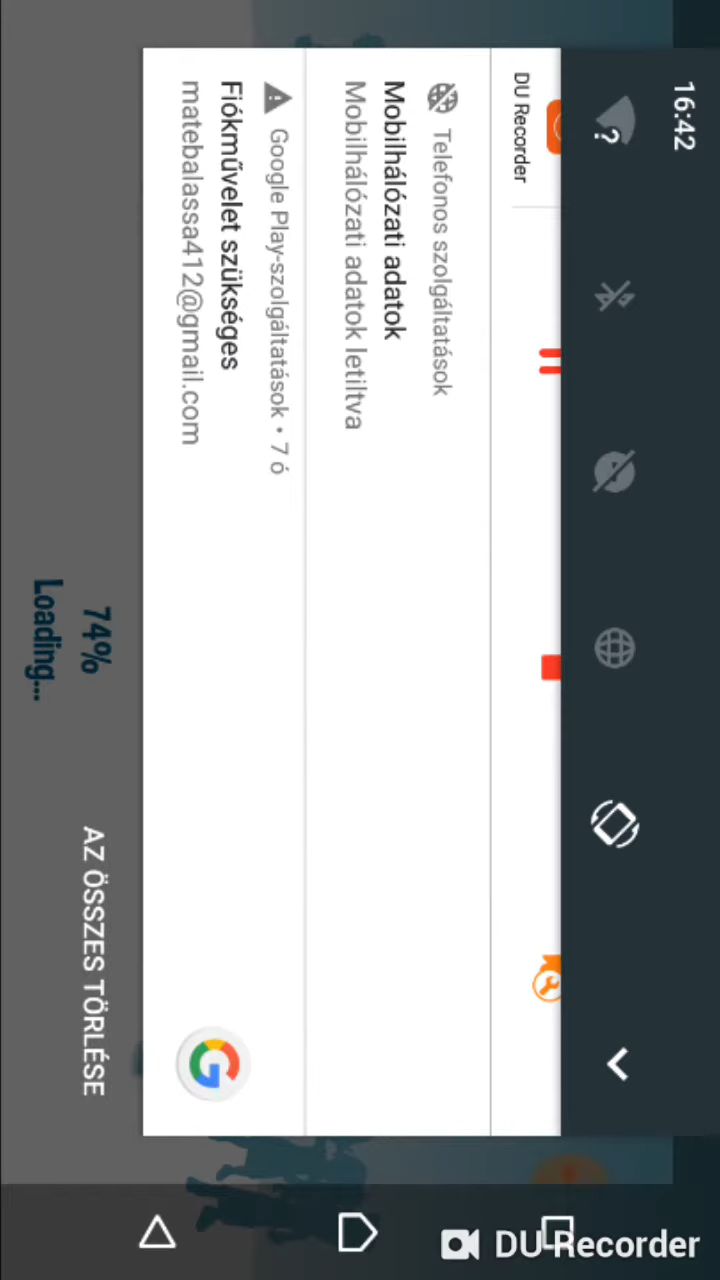 16:42
DU Recorder
Telefonos szolgáltatások
Mobilhálózati adatok
Mobilhálózati adatok letiltva
Google Play-szolgáltatások • 7 ó
Fiókművelet szükséges
matebalassa412@gmail.com
AZ ÖSSZES TÖRLÉSE
74%
Loading...
DU Recorder